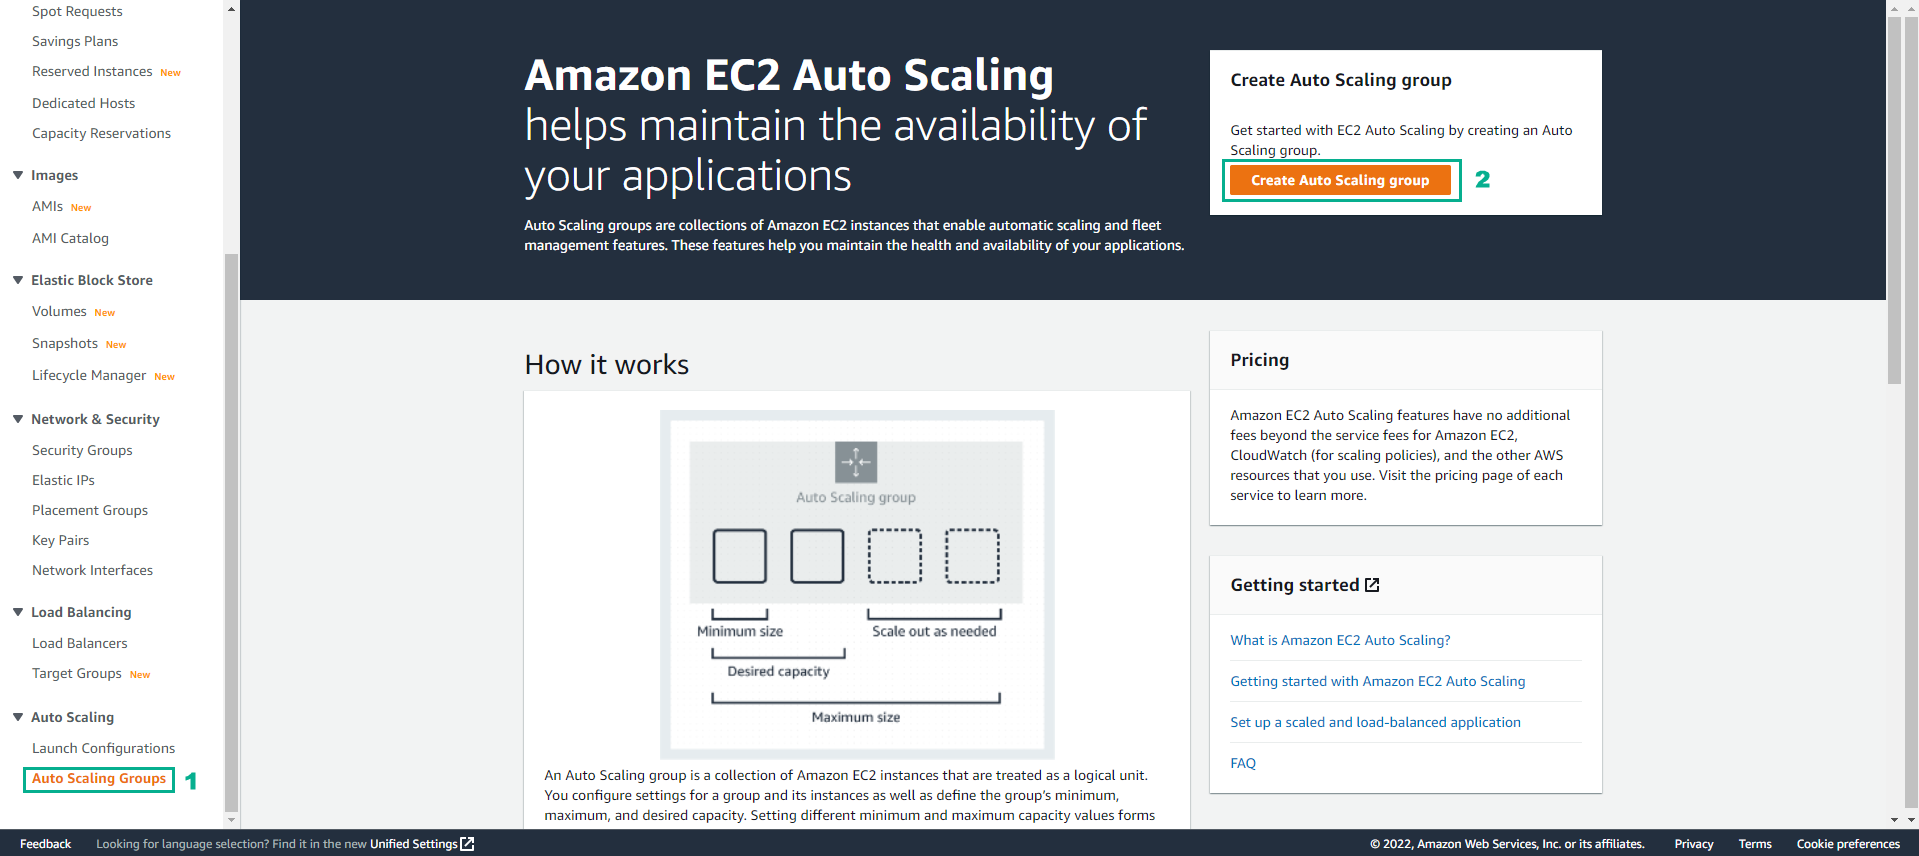 Spot Requests
Savings Plans
Reserved Instances New
Dedicated Hosts
Capacity Reservations
Images
AMIs New
AMI Catalog
Elastic Block Store
Volumes New
Snapshots New
Lifecycle Manager New
Network & Security
Security Groups
Elastic IPs
Placement Groups
Key Pairs
Network Interfaces
Load Balancing
Load Balancers
Target Groups New
Auto Scaling
Launch Configurations
Auto Scaling Groups 1
Amazon EC2 Auto Scaling
helps maintain the availability of
your applications
Auto Scaling groups are collections of Amazon EC2 instances that enable automatic scaling and fleet
management features. These features help you maintain the health and availability of your applications.
Create Auto Scaling group
Get started with EC2 Auto Scaling by creating an Auto
Scaling group.
Create Auto Scaling group 2
How it works
Auto Scaling group
Minimum size
Scale out as needed
Desired capacity
Maximum size
An Auto Scaling group is a collection of Amazon EC2 instances that are treated as a logical unit.
You configure settings for a group and its instances as well as define the group's minimum,
maximum, and desired capacity. Setting different minimum and maximum capacity values forms
Pricing
Amazon EC2 Auto Scaling features have no additional
fees beyond the service fees for Amazon EC2,
CloudWatch (for scaling policies), and the other AWS
resources that you use. Visit the pricing page of each
service to learn more.
Getting started
What is Amazon EC2 Auto Scaling?
Getting started with Amazon EC2 Auto Scaling
Set up a scaled and load-balanced application
FAQ
Feedback
Looking for language selection? Find it in the new Unified Settings
© 2022, Amazon Web Services, Inc. or its affiliates.
Privacy
Terms
Cookie preferences